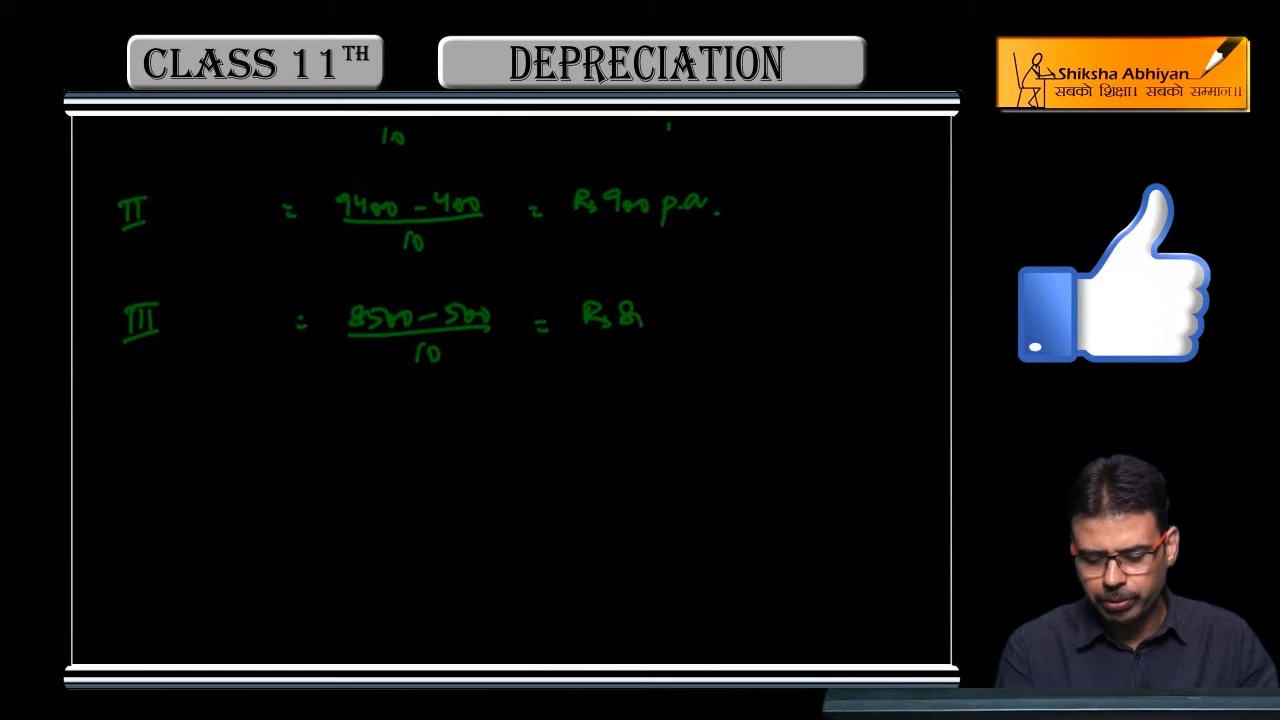 CLASS 11TH
DEPRECIATION
Shiksha Abhiyan
सबको शिक्षा। सबको सम्मान।।
10
II = 9400 - 400 = Rs 900 p.a.
10
III = 8500 - 500 = Rs 8
10